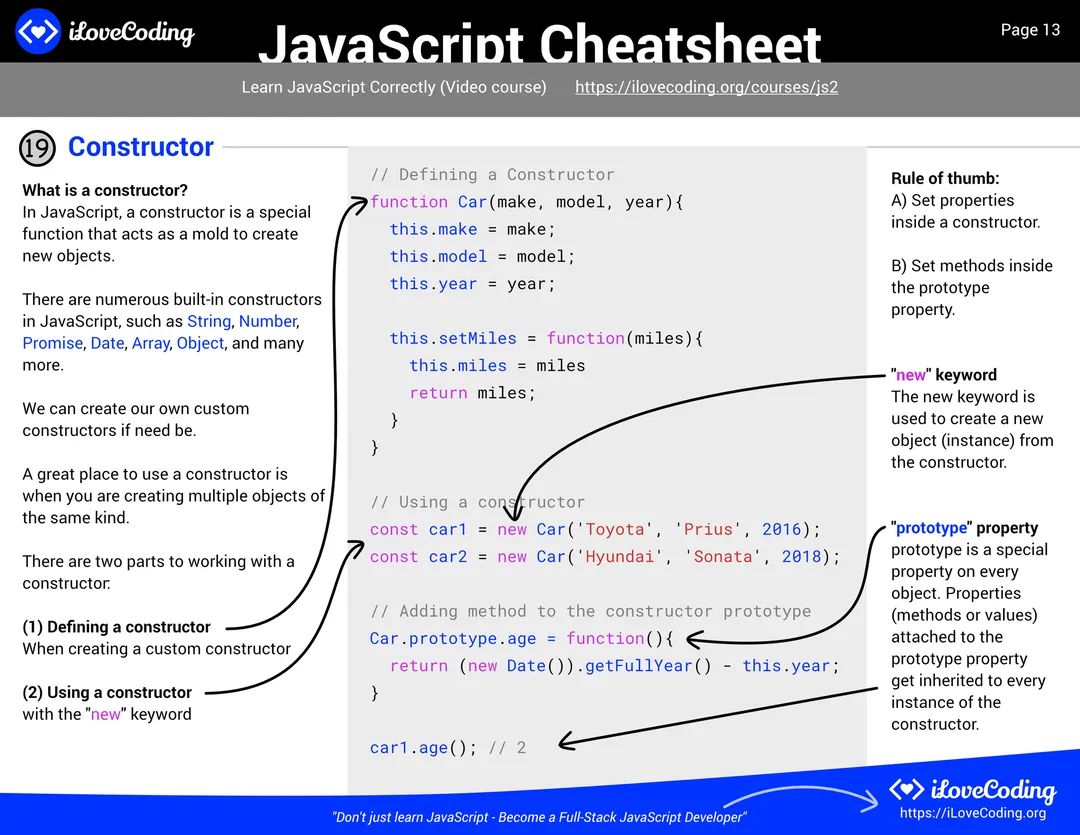 iLoveCoding
JavaScript Cheatsheet
Page 13
Learn JavaScript Correctly (Video course)
https://ilovecoding.org/courses/js2
19
Constructor
What is a constructor?
In JavaScript, a constructor is a special
function that acts as a mold to create
new objects.
There are numerous built-in constructors
in JavaScript, such as String, Number,
Promise, Date, Array, Object, and many
more.
We can create our own custom
constructors if need be.
A great place to use a constructor is
when you are creating multiple objects of
the same kind.
There are two parts to working with a
constructor:
(1) Defining a constructor
When creating a custom constructor
(2) Using a constructor
with the "new" keyword
// Defining a Constructor
function Car(make, model, year){
this.make = make;
this.model = model;
this.year = year;
this.setMiles = function(miles){
this.miles = miles
return miles;
}
}
// Using a constructor
const car1 = new Car('Toyota', 'Prius', 2016);
const car2 = new Car('Hyundai', 'Sonata', 2018);
// Adding method to the constructor prototype
Car.prototype.age = function(){
return (new Date()).getFullYear() - this.year;
}
car1.age(); // 2
Rule of thumb:
A) Set properties
inside a constructor.
B) Set methods inside
the prototype
property.
"new" keyword
The new keyword is
used to create a new
object (instance) from
the constructor.
"prototype" property
prototype is a special
property on every
object. Properties
(methods or values)
attached to the
prototype property
get inherited to every
instance of the
constructor.
"Don't just learn JavaScript - Become a Full-Stack JavaScript Developer"
iLoveCoding
https://iLoveCoding.org